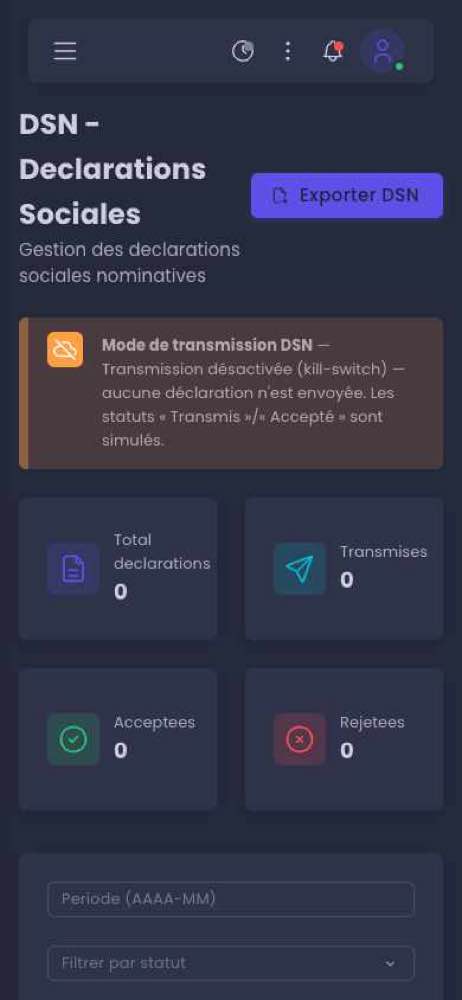 DSN -
Declarations
Sociales
Exporter DSN
Gestion des declarations
sociales nominatives
Mode de transmission DSN —
Transmission désactivée (kill-switch) —
aucune déclaration n'est envoyée. Les
statuts « Transmis »/« Accepté » sont
simulés.
Total
declarations
0
Transmises
0
Acceptees
0
Rejetees
0
Periode (AAAA-MM)
Filtrer par statut